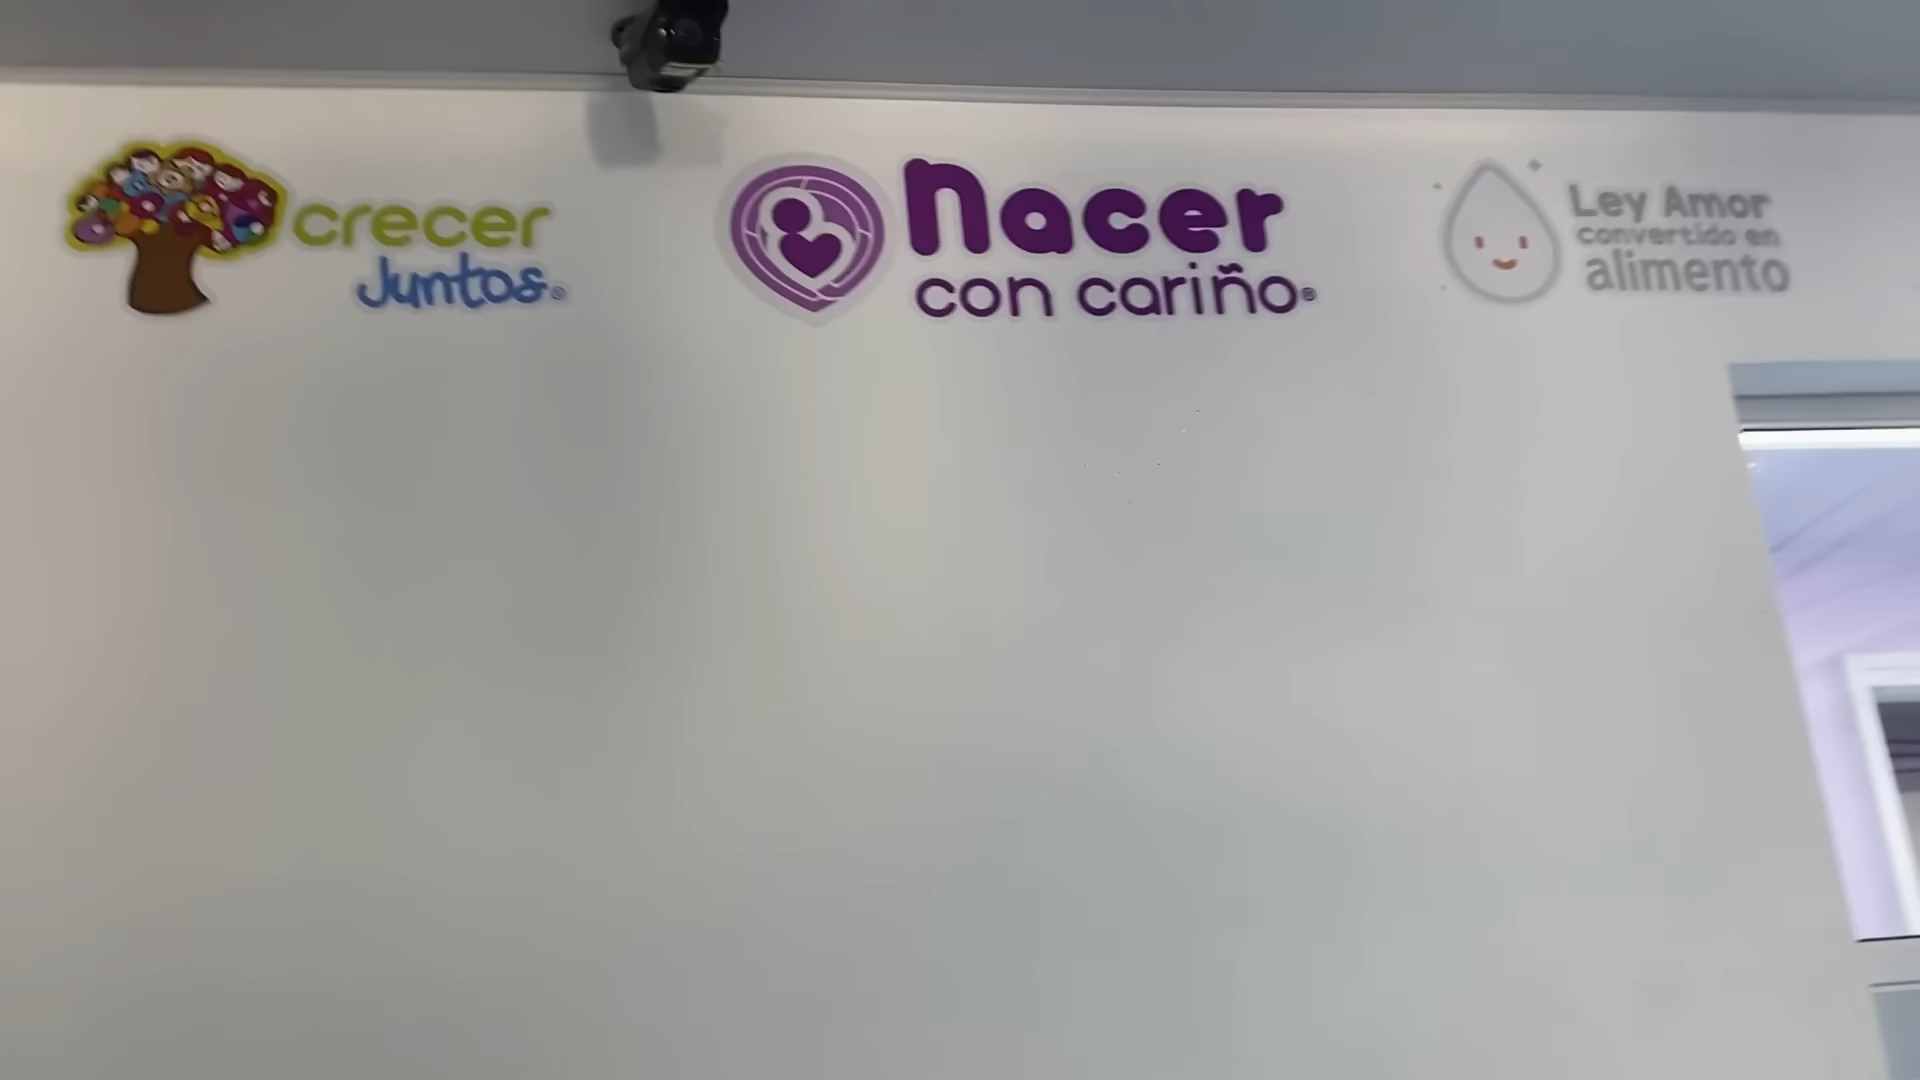 crecer
Juntos®
Nacer
con cariño®
Ley Amor
convertido en
alimento